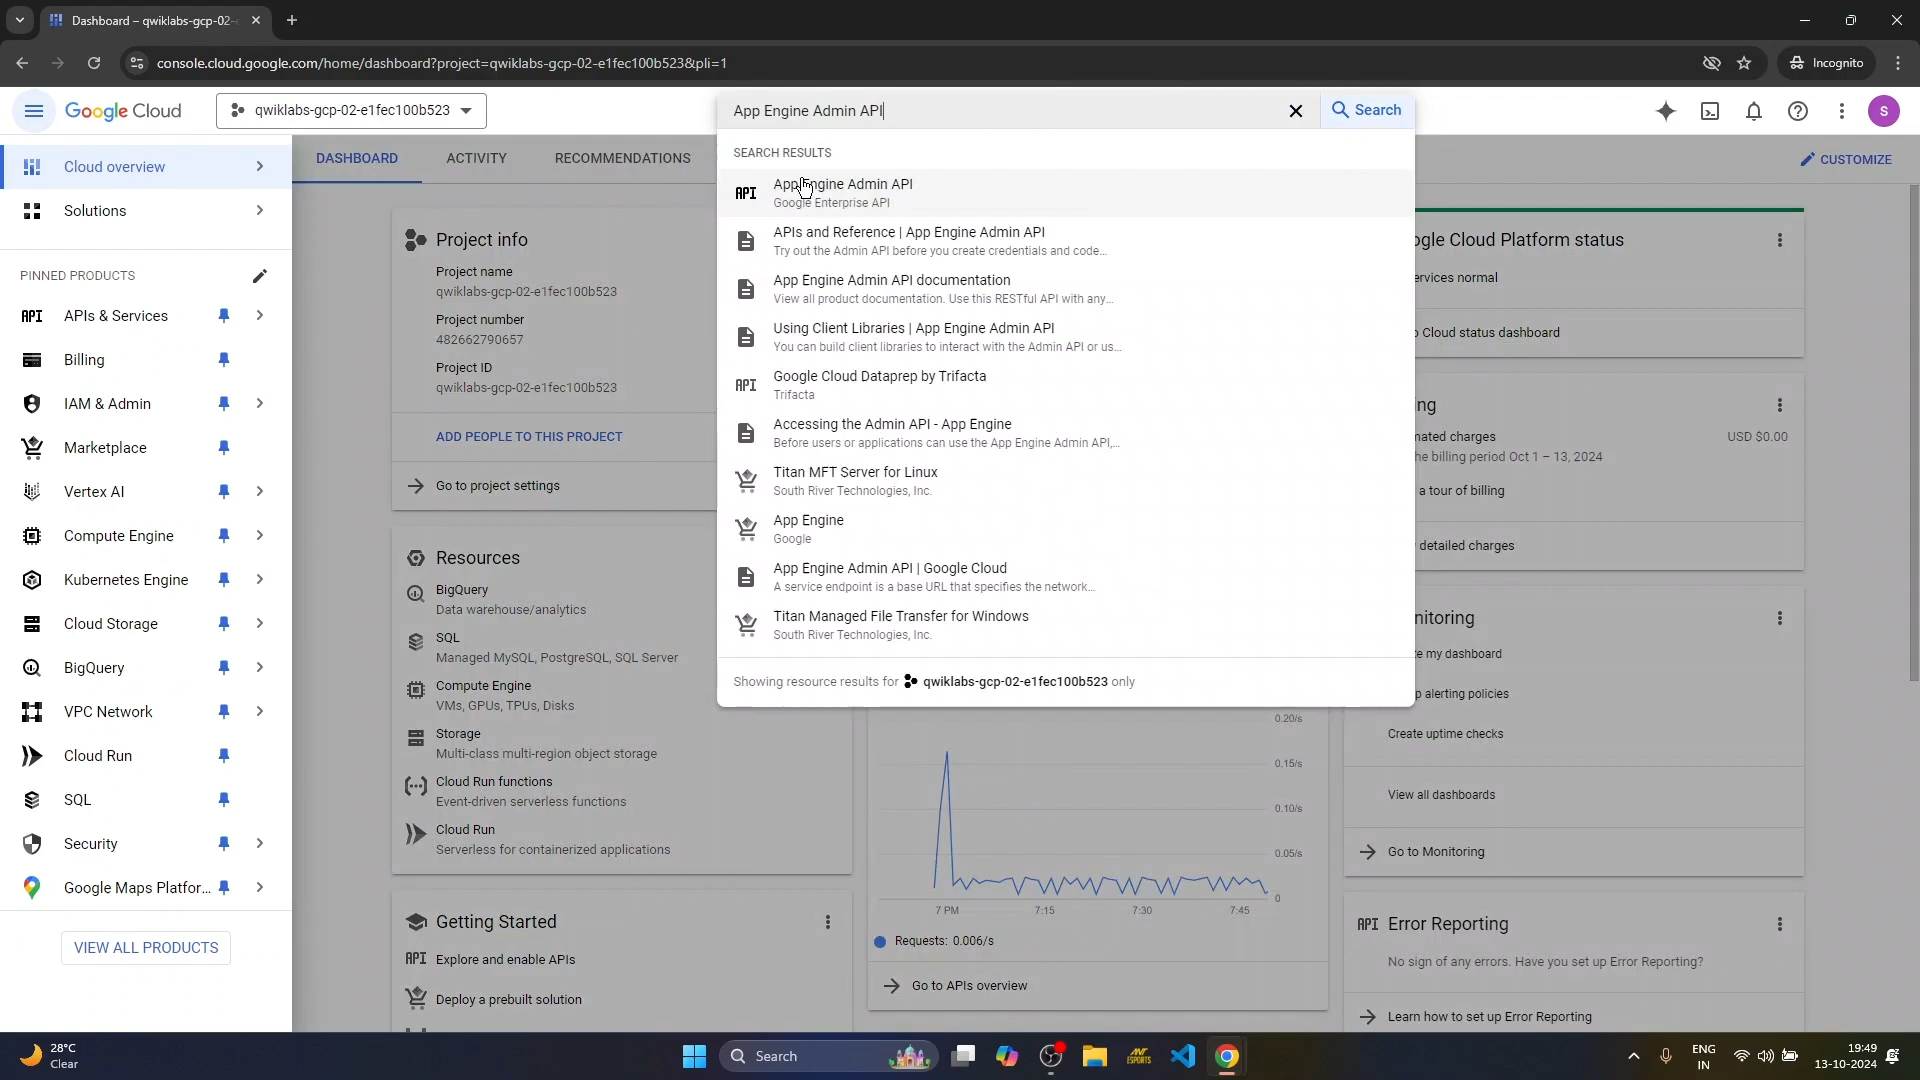 Dashboard – qwiklabs-gcp-02-
console.cloud.google.com/home/dashboard?project=qwiklabs-gcp-02-e1fec100b523&pli=1
Incognito
Google Cloud
qwiklabs-gcp-02-e1fec100b523
App Engine Admin API
Search
S
Cloud overview
Solutions
PINNED PRODUCTS
API APIs & Services
Billing
IAM & Admin
Marketplace
Vertex AI
Compute Engine
Kubernetes Engine
Cloud Storage
BigQuery
VPC Network
Cloud Run
SQL
Security
Google Maps Platfor...
VIEW ALL PRODUCTS
DASHBOARD
ACTIVITY
RECOMMENDATIONS
CUSTOMIZE
Project info
Project name
qwiklabs-gcp-02-e1fec100b523
Project number
482662790657
Project ID
qwiklabs-gcp-02-e1fec100b523
ADD PEOPLE TO THIS PROJECT
Go to project settings
Resources
BigQuery
Data warehouse/analytics
SQL
Managed MySQL, PostgreSQL, SQL Server
Compute Engine
VMs, GPUs, TPUs, Disks
Storage
Multi-class multi-region object storage
Cloud Run functions
Event-driven serverless functions
Cloud Run
Serverless for containerized applications
Getting Started
API Explore and enable APIs
Deploy a prebuilt solution
SEARCH RESULTS
API App Engine Admin API
Google Enterprise API
APIs and Reference | App Engine Admin API
Try out the Admin API before you create credentials and code...
App Engine Admin API documentation
View all product documentation. Use this RESTful API with any...
Using Client Libraries | App Engine Admin API
You can build client libraries to interact with the Admin API or us...
API Google Cloud Dataprep by Trifacta
Trifacta
Accessing the Admin API - App Engine
Before users or applications can use the App Engine Admin API,...
Titan MFT Server for Linux
South River Technologies, Inc.
App Engine
Google
App Engine Admin API | Google Cloud
A service endpoint is a base URL that specifies the network...
Titan Managed File Transfer for Windows
South River Technologies, Inc.
Showing resource results for qwiklabs-gcp-02-e1fec100b523 only
0.20/s
0.15/s
0.10/s
0.05/s
0
7 PM 7:15 7:30 7:45
Requests: 0.006/s
Go to APIs overview
ogle Cloud Platform status
ervices normal
o Cloud status dashboard
ng
nated charges
USD $0.00
he billing period Oct 1 – 13, 2024
a tour of billing
detailed charges
nitoring
te my dashboard
p alerting policies
Create uptime checks
View all dashboards
Go to Monitoring
API Error Reporting
No sign of any errors. Have you set up Error Reporting?
Learn how to set up Error Reporting
28°C
Clear
Search
ANT
ESPORTS
ENG
IN
19:49
13-10-2024